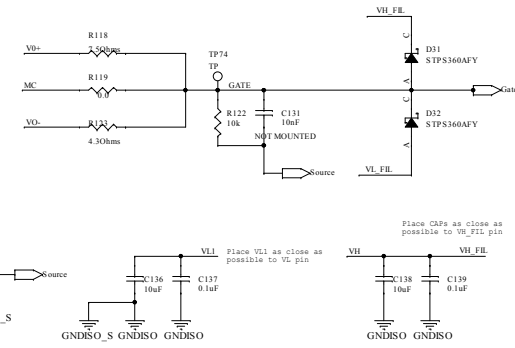 VH_FIL
R118
V0+
7.5Ohms
C
D31
STPS360AFY
TP74
TP
MC
R119
0.0
GATE
A
C
Gate
R122
10k
C131
10nF
NOT MOUNTED
D32
STPS360AFY
VO-
R123
4.3Ohms
A
Source
VL_FIL
Place CAPs as close as
possible to VH_FIL pin
VL1
Place VL1 as close as
possible to VL pin
VH
VH_FIL
Source
C136
10uF
C137
0.1uF
C138
10uF
C139
0.1uF
_S
GNDISO_S GNDISO GNDISO
GNDISO GNDISO